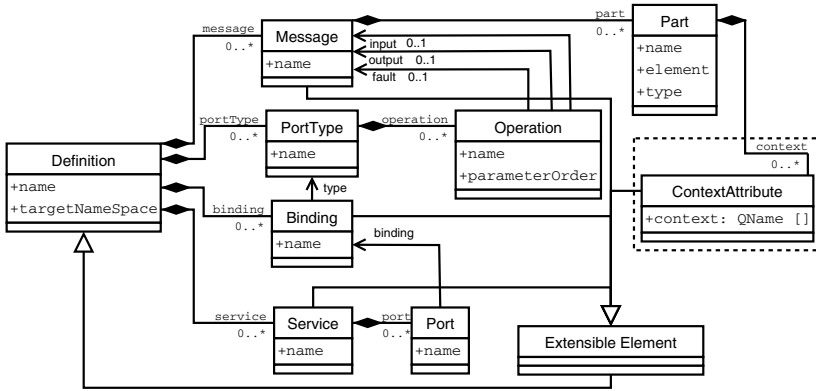 message
0..*
Message
+name
part
0..*
Part
+name
+element
+type
input 0..1
output 0..1
fault 0..1
portType
0..*
PortType
+name
operation
0..*
Operation
+name
+parameterOrder
context
0..*
ContextAttribute
+context: QName []
Definition
+name
+targetNameSpace
type
binding
0..*
Binding
+name
binding
service
0..*
Service
+name
port
0..*
Port
+name
Extensible Element